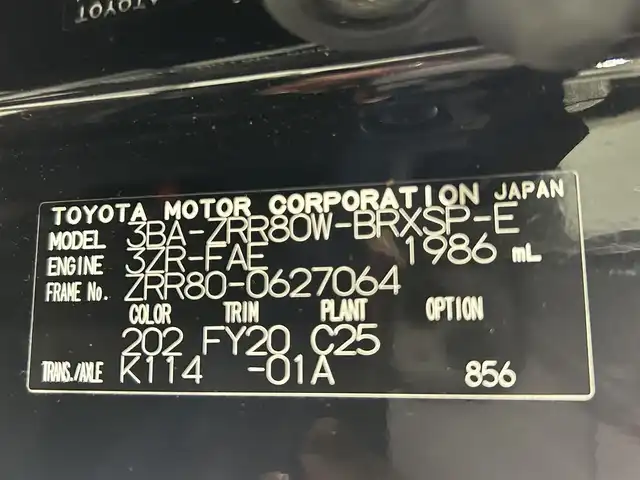 ATOYOT
TOYOTA MOTOR CORPORATION JAPAN
MODEL 3BA-ZRR80W-BRXSP-E
ENGINE 3ZR-FAE 1986 mL
FRAME No. ZRR80-0627064
COLOR TRIM PLANT OPTION
202 FY20 C25
TRANS./AXLE K114 -01A 856